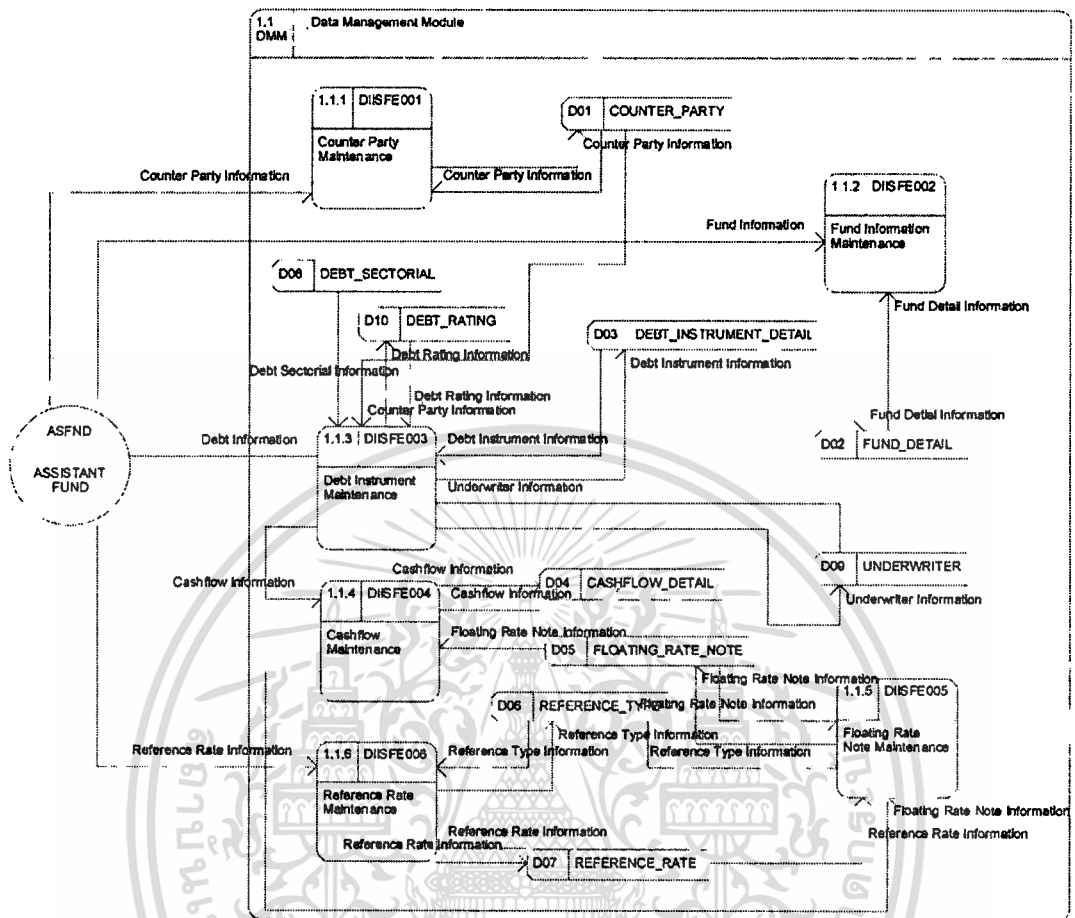 1.1 Data Management Module
DMM
1.1.1 DIISFE001
Counter Party
Maintenance
D01 COUNTER_PARTY
Counter Party Information
Counter Party Information
Counter Party Information
1.1.2 DIISFE002
Fund Information
Maintenance
Fund Information
D08 DEBT_SECTORIAL
Fund Detail Information
D10 DEBT_RATING
D03 DEBT_INSTRUMENT_DETAIL
Debt Rating Information
Debt Instrument Information
Debt Sectorial Information
Debt Rating Information
Counter Party Information
Fund Detial Information
D02 FUND_DETAIL
ASFND
ASSISTANT
FUND
Debt Information
1.1.3 DIISFE003
Debt Instrument
Maintenance
Debt Instrument Information
Underwriter Information
D09 UNDERWRITER
Underwriter Information
Cashflow Information
Cashflow Information
D04 CASHFLOW_DETAIL
Cashflow Information
1.1.4 DIISFE004
Cashflow
Maintenance
Floating Rate Note Information
D05 FLOATING_RATE_NOTE
Floating Rate Note Information
1.1.5 DIISFE005
Floating Rate
Note Maintenance
D06 REFERENCE_TYPE
Floating Rate Note Information
Reference Type Information
Reference Type Information
Reference Type Information
Reference Rate Information
1.1.6 DIISFE006
Reference Rate
Maintenance
Floating Rate Note Information
Reference Rate Information
Reference Rate Information
Reference Rate Information
D07 REFERENCE_RATE